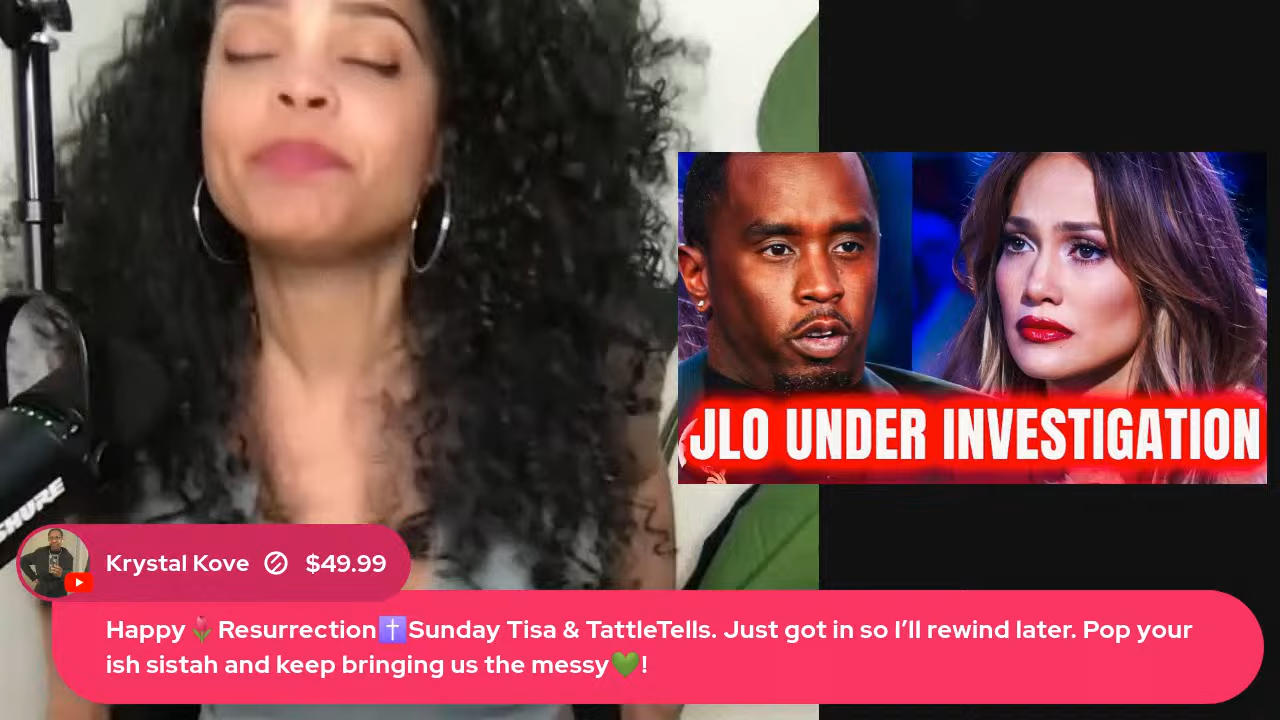 JLO UNDER INVESTIGATION
SHURE
Krystal Kove $49.99
Happy🌷Resurrection✝️Sunday Tisa & TattleTells. Just got in so I’ll rewind later. Pop your
ish sistah and keep bringing us the messy💚!